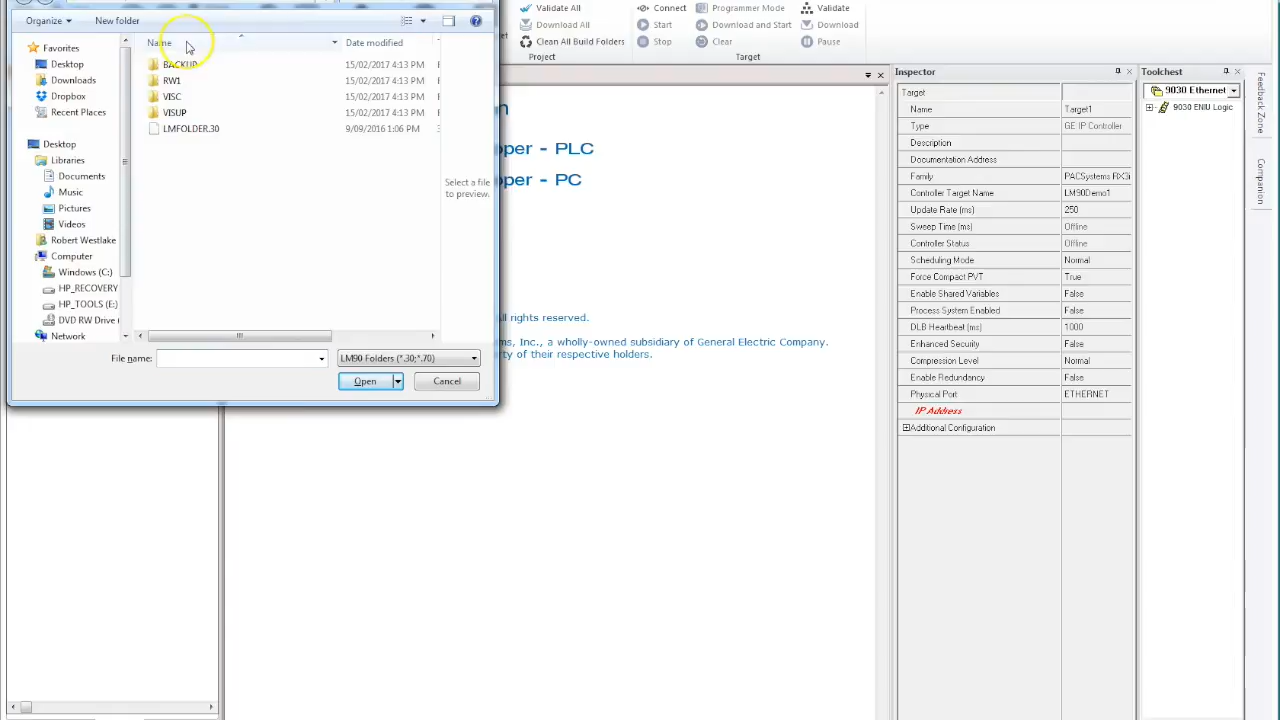 Organize
New folder
Name
Date modified
BACKUP
15/02/2017 4:13 PM
RW1
15/02/2017 4:13 PM
VISC
15/02/2017 4:13 PM
VISUP
15/02/2017 4:13 PM
LMFOLDER.30
9/09/2016 1:06 PM
Favorites
Desktop
Downloads
Dropbox
Recent Places
Desktop
Libraries
Documents
Music
Pictures
Videos
Robert Westlake
Computer
Windows (C:)
HP_RECOVERY
HP_TOOLS (E:)
DVD RW Drive
Network
Select a file
to preview.
File name:
LM90 Folders (*.30;*.70)
Open
Cancel
Validate All
Download All
Clean All Build Folders
Project
Connect
Start
Stop
Programmer Mode
Download and Start
Clear
Target
Validate
Download
Pause
oper - PLC
oper - PC
All rights reserved.
ms, Inc., a wholly-owned subsidiary of General Electric Company.
rty of their respective holders.
Inspector
Target
Name Target1
Type GE IP Controller
Description
Documentation Address
Family PACSystems RX3i
Controller Target Name LM90Demo1
Update Rate (ms) 250
Sweep Time (ms) Offline
Controller Status Offline
Scheduling Mode Normal
Force Compact PVT True
Enable Shared Variables False
Process System Enabled False
DLB Heartbeat (ms) 1000
Enhanced Security False
Compression Level Normal
Enable Redundancy False
Physical Port ETHERNET
IP Address
Additional Configuration
Toolchest
9030 Ethernet
9030 ENIU Logic
Feedback Zone
Companion